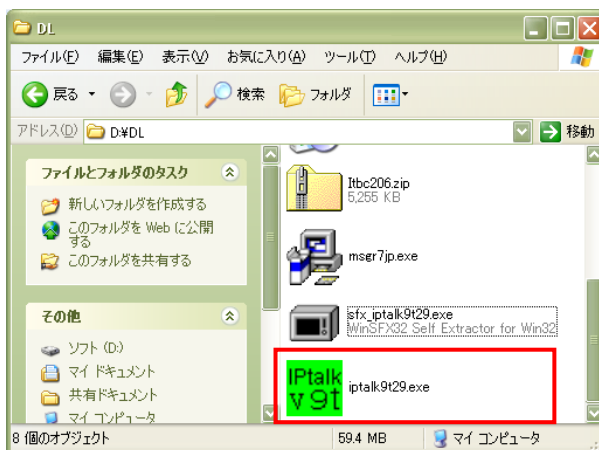 DL
ファイル(F) 編集(E) 表示(V) お気に入り(A) ツール(T) ヘルプ(H)
戻る 検索 フォルダ
アドレス(D) D:¥DL 移動
ファイルとフォルダのタスク
新しいフォルダを作成する
このフォルダを Web に公開
する
このフォルダを共有する
その他
ソフト (D:)
マイ ドキュメント
共有ドキュメント
マイ コンピュータ
Itbc206.zip
5,255 KB
msgr7jp.exe
sfx_iptalk9t29.exe
WinSFX32 Self Extractor for Win32
IPtalk
v 9t
iptalk9t29.exe
8 個のオブジェクト 59.4 MB マイ コンピュータ